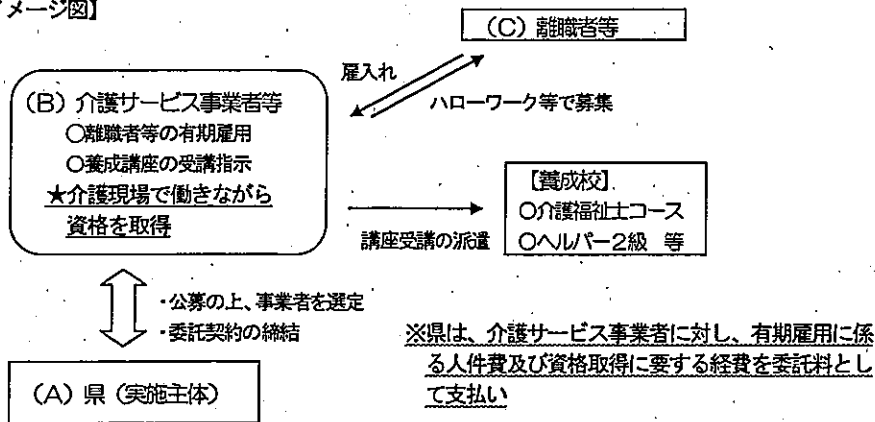 メージ図】
(C) 離職者等
雇入れ
ハローワーク等で募集
(B) 介護サービス事業者等
○離職者等の有期雇用
○養成講座の受講指示
★介護現場で働きながら
資格を取得
講座受講の派遣
【養成校】
○介護福祉士コース
○ヘルパー2級 等
・公募の上、事業者を選定
・委託契約の締結
※県は、介護サービス事業者に対し、有期雇用に係
る人件費及び資格取得に要する経費を委託料とし
て支払い
(A) 県 (実施主体)